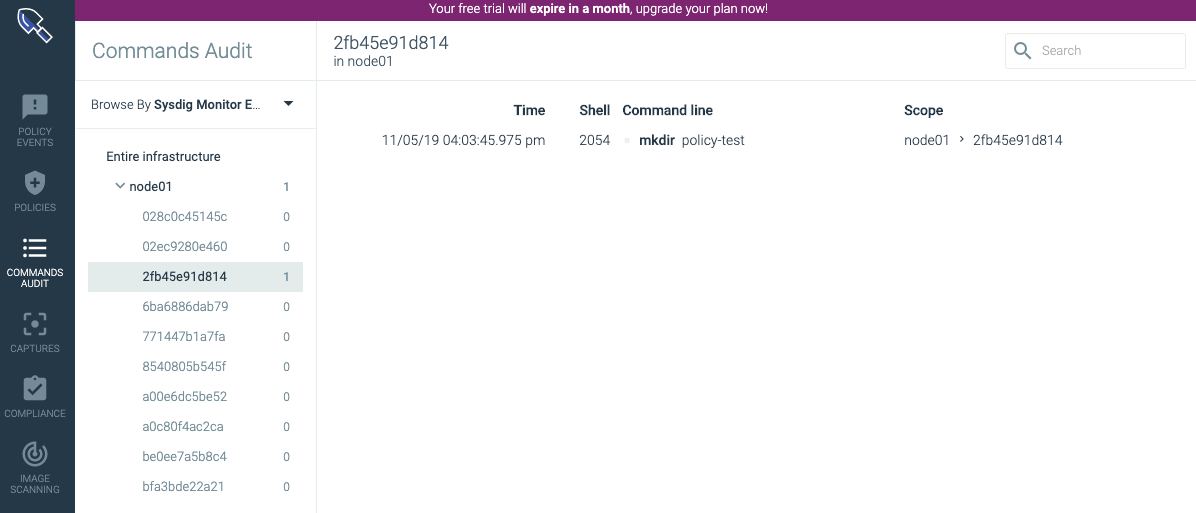 Your free trial will expire in a month, upgrade your plan now!
Commands Audit
2fb45e91d814
in node01
Search
Browse By Sysdig Monitor E...
POLICY
EVENTS
POLICIES
COMMANDS
AUDIT
CAPTURES
COMPLIANCE
IMAGE
SCANNING
Entire infrastructure
node01 1
028c0c45145c 0
02ec9280e460 0
2fb45e91d814 1
6ba6886dab79 0
771447b1a7fa 0
8540805b545f 0
a00e6dc5be52 0
a0c80f4ac2ca 0
be0ee7a5b8c4 0
bfa3bde22a21 0
Time Shell Command line Scope
11/05/19 04:03:45.975 pm 2054 mkdir policy-test node01 > 2fb45e91d814